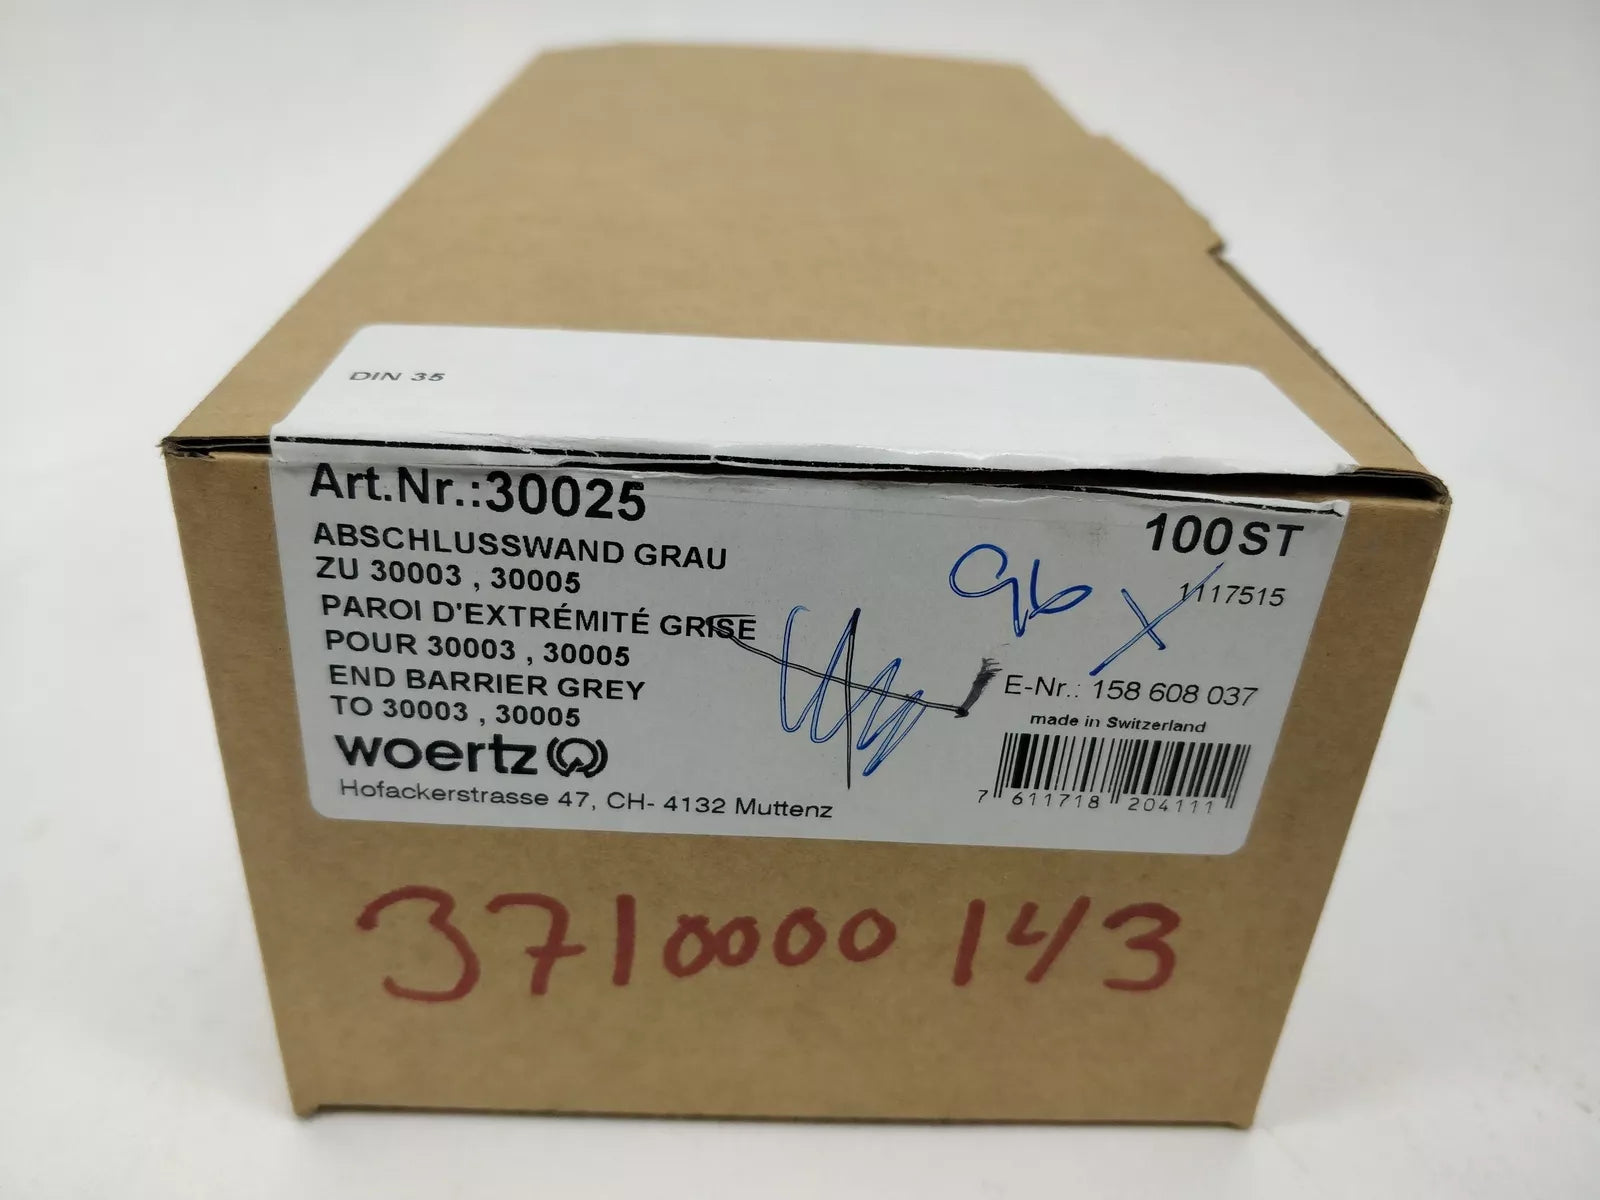 DIN 35
Art.Nr.:30025
100ST
ABSCHLUSSWAND GRAU
ZU 30003 , 30005
96
1117515
PAROI D'EXTRÉMITÉ GRISE
POUR 30003 , 30005
END BARRIER GREY
TO 30003 , 30005
E-Nr.: 158 608 037
made in Switzerland
woertz
Hofackerstrasse 47, CH- 4132 Muttenz
7 611718 204111
3710000143